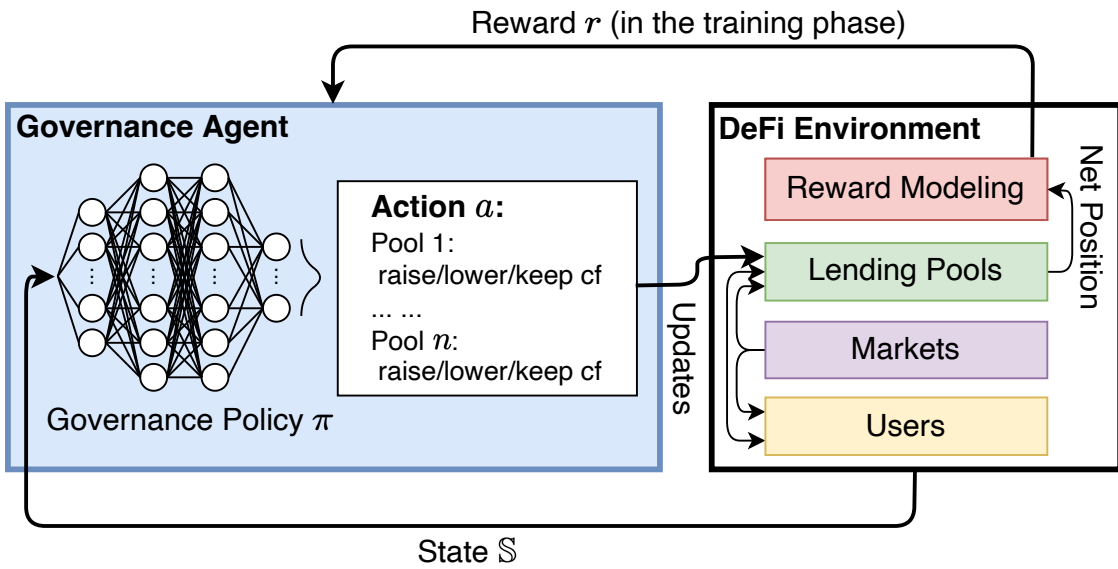 Reward r (in the training phase)
Governance Agent
Action a:
Pool 1:
raise/lower/keep cf
... ...
Pool n:
raise/lower/keep cf
Governance Policy π
Updates
DeFi Environment
Reward Modeling
Lending Pools
Markets
Users
Net Position
State 𝕊